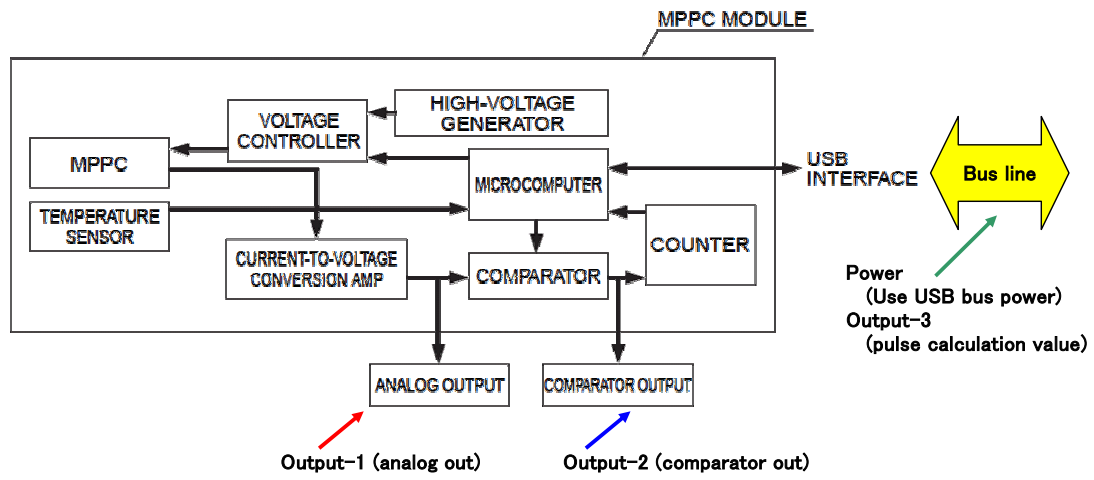 MPPC MODULE
HIGH-VOLTAGE
GENERATOR
VOLTAGE
CONTROLLER
MPPC
MICROCOMPUTER
USB
INTERFACE
Bus line
TEMPERATURE
SENSOR
COUNTER
CURRENT-TO-VOLTAGE
CONVERSION AMP
COMPARATOR
Power
(Use USB bus power)
Output-3
(pulse calculation value)
ANALOG OUTPUT
COMPARATOR OUTPUT
Output-1 (analog out)
Output-2 (comparator out)